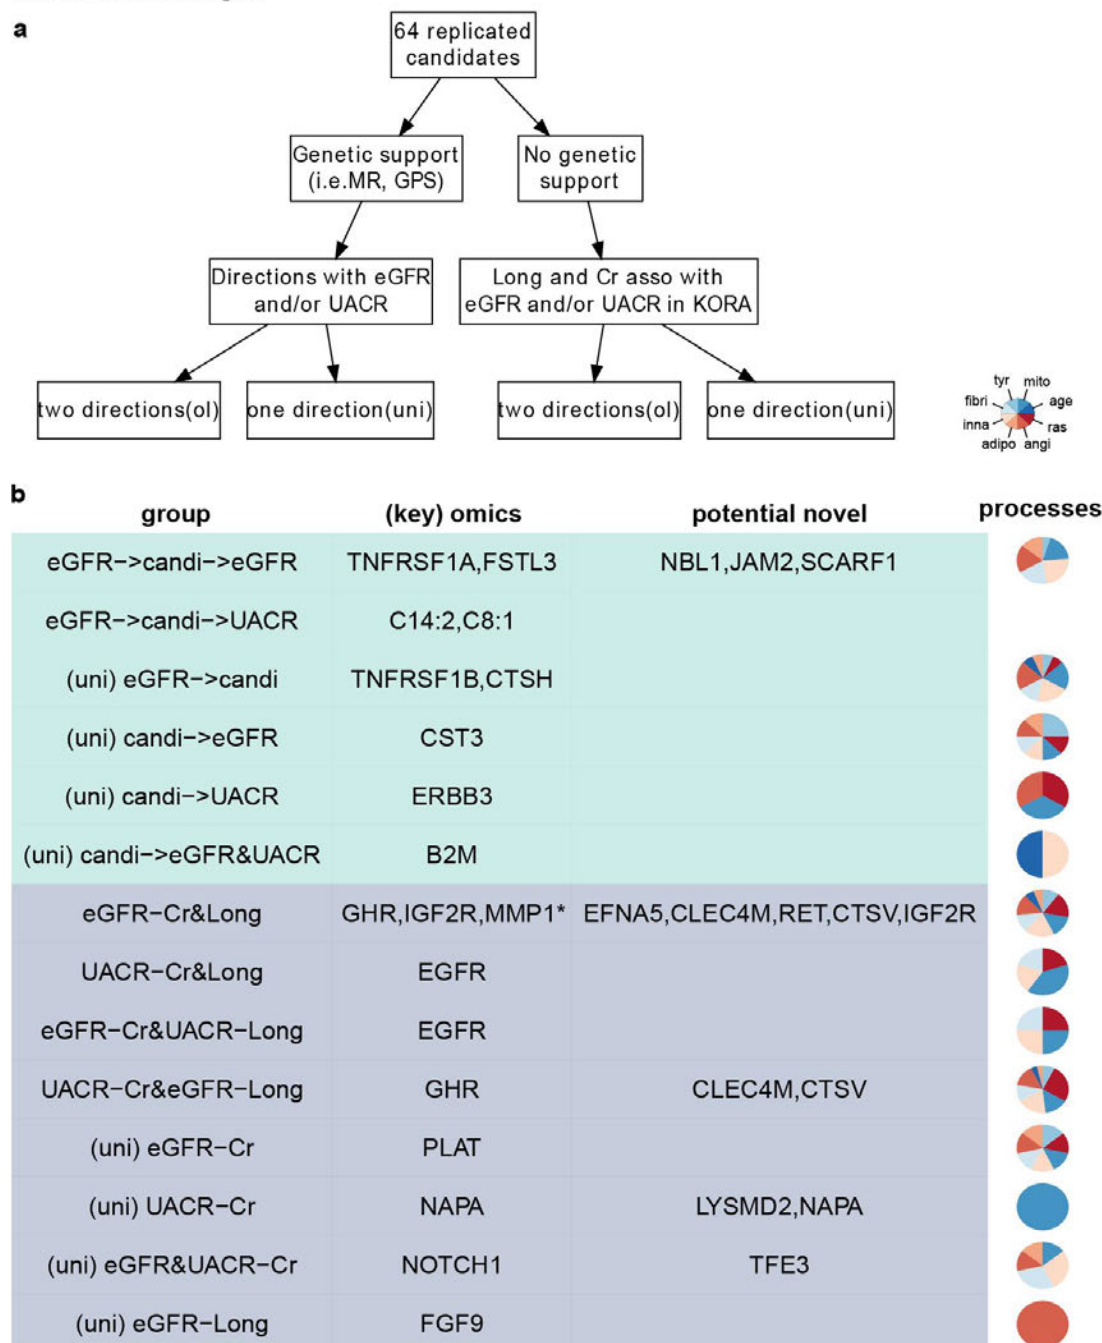 a
64 replicated
candidates
Genetic support
(i.e.MR, GPS)
No genetic
support
Directions with eGFR
and/or UACR
Long and Cr asso with
eGFR and/or UACR in KORA
two directions(ol)
one direction(uni)
two directions(ol)
one direction(uni)
tyr mito
fibri age
inna ras
adipo angi
b
group (key) omics potential novel processes
eGFR->candi->eGFR TNFRSF1A,FSTL3 NBL1,JAM2,SCARF1
eGFR->candi->UACR C14:2,C8:1
(uni) eGFR->candi TNFRSF1B,CTSH
(uni) candi->eGFR CST3
(uni) candi->UACR ERBB3
(uni) candi->eGFR&UACR B2M
eGFR-Cr&Long GHR,IGF2R,MMP1* EFNA5,CLEC4M,RET,CTSV,IGF2R
UACR-Cr&Long EGFR
eGFR-Cr&UACR-Long EGFR
UACR-Cr&eGFR-Long GHR CLEC4M,CTSV
(uni) eGFR-Cr PLAT
(uni) UACR-Cr NAPA LYSMD2,NAPA
(uni) eGFR&UACR-Cr NOTCH1 TFE3
(uni) eGFR-Long FGF9